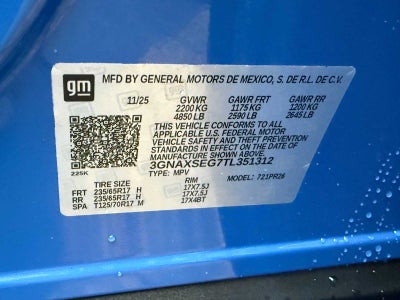 gm
MFD BY GENERAL MOTORS DE MEXICO, S. DE R.L. DE C.V.
11/25 GVWR GAWR FRT GAWR RR
2200 KG 1175 KG 1200 KG
4850 LB 2590 LB 2645 LB
THIS VEHICLE CONFORMS TO ALL
APPLICABLE U.S. FEDERAL MOTOR
VEHICLE SAFETY AND THEFT PREVENTION
STANDARDS IN EFFECT ON THE DATE OF
MANUFACTURE SHOWN ABOVE.
3GNAXSEG7TL351312
225K TYPE: MPV MODEL: 721PR26
TIRE SIZE RIM
FRT 235/65R17 H 17X7.5J
RR 235/65R17 H 17X7.5J
SPA T125/70R17 M 17X4BT